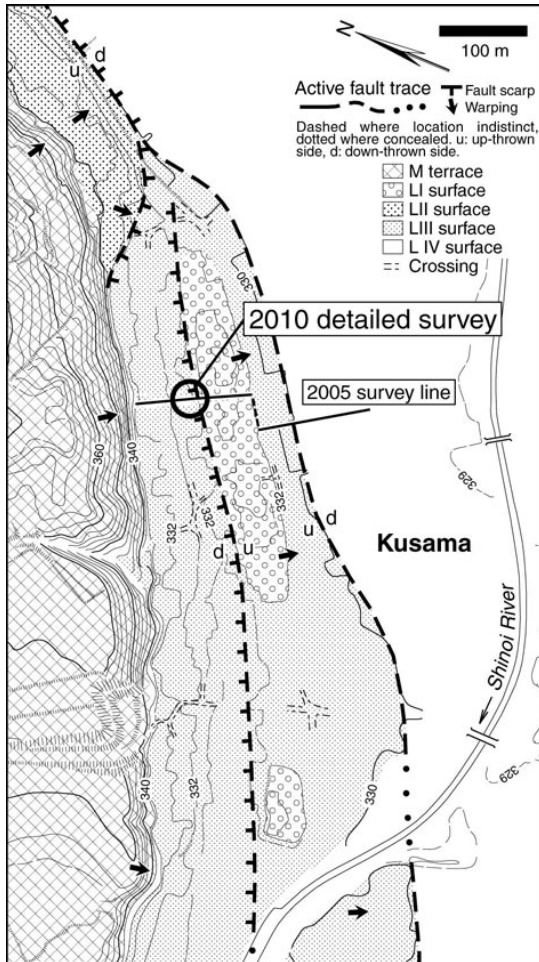 N
100 m
Active fault trace
Fault scarp
Warping
Dashed where location indistinct,
dotted where concealed. u: up-thrown
side, d: down-thrown side.
M terrace
LI surface
LII surface
LIII surface
L IV surface
Crossing
u d
330
2010 detailed survey
2005 survey line
360
340
332
332
332
329
u d
d u
Kusama
Shinoi River
340
332
330
329